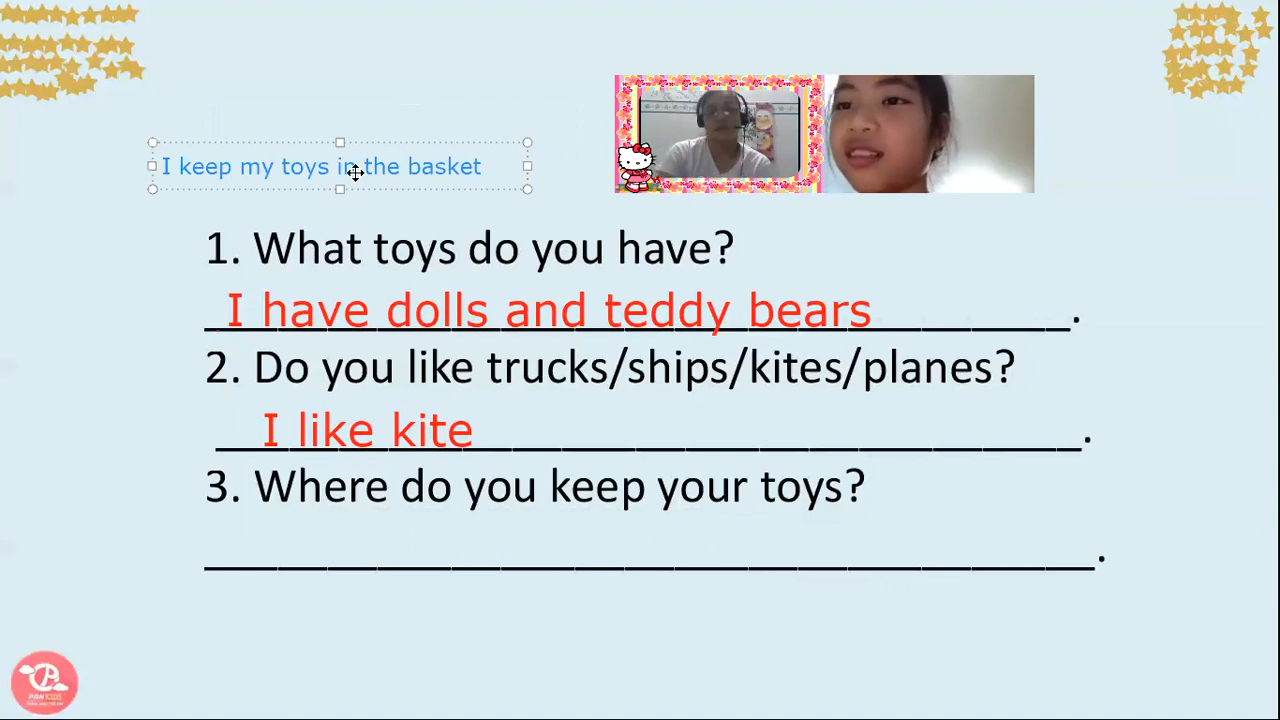 I keep my toys in the basket
1. What toys do you have?
I have dolls and teddy bears.
2. Do you like trucks/ships/kites/planes?
I like kite.
3. Where do you keep your toys?
.